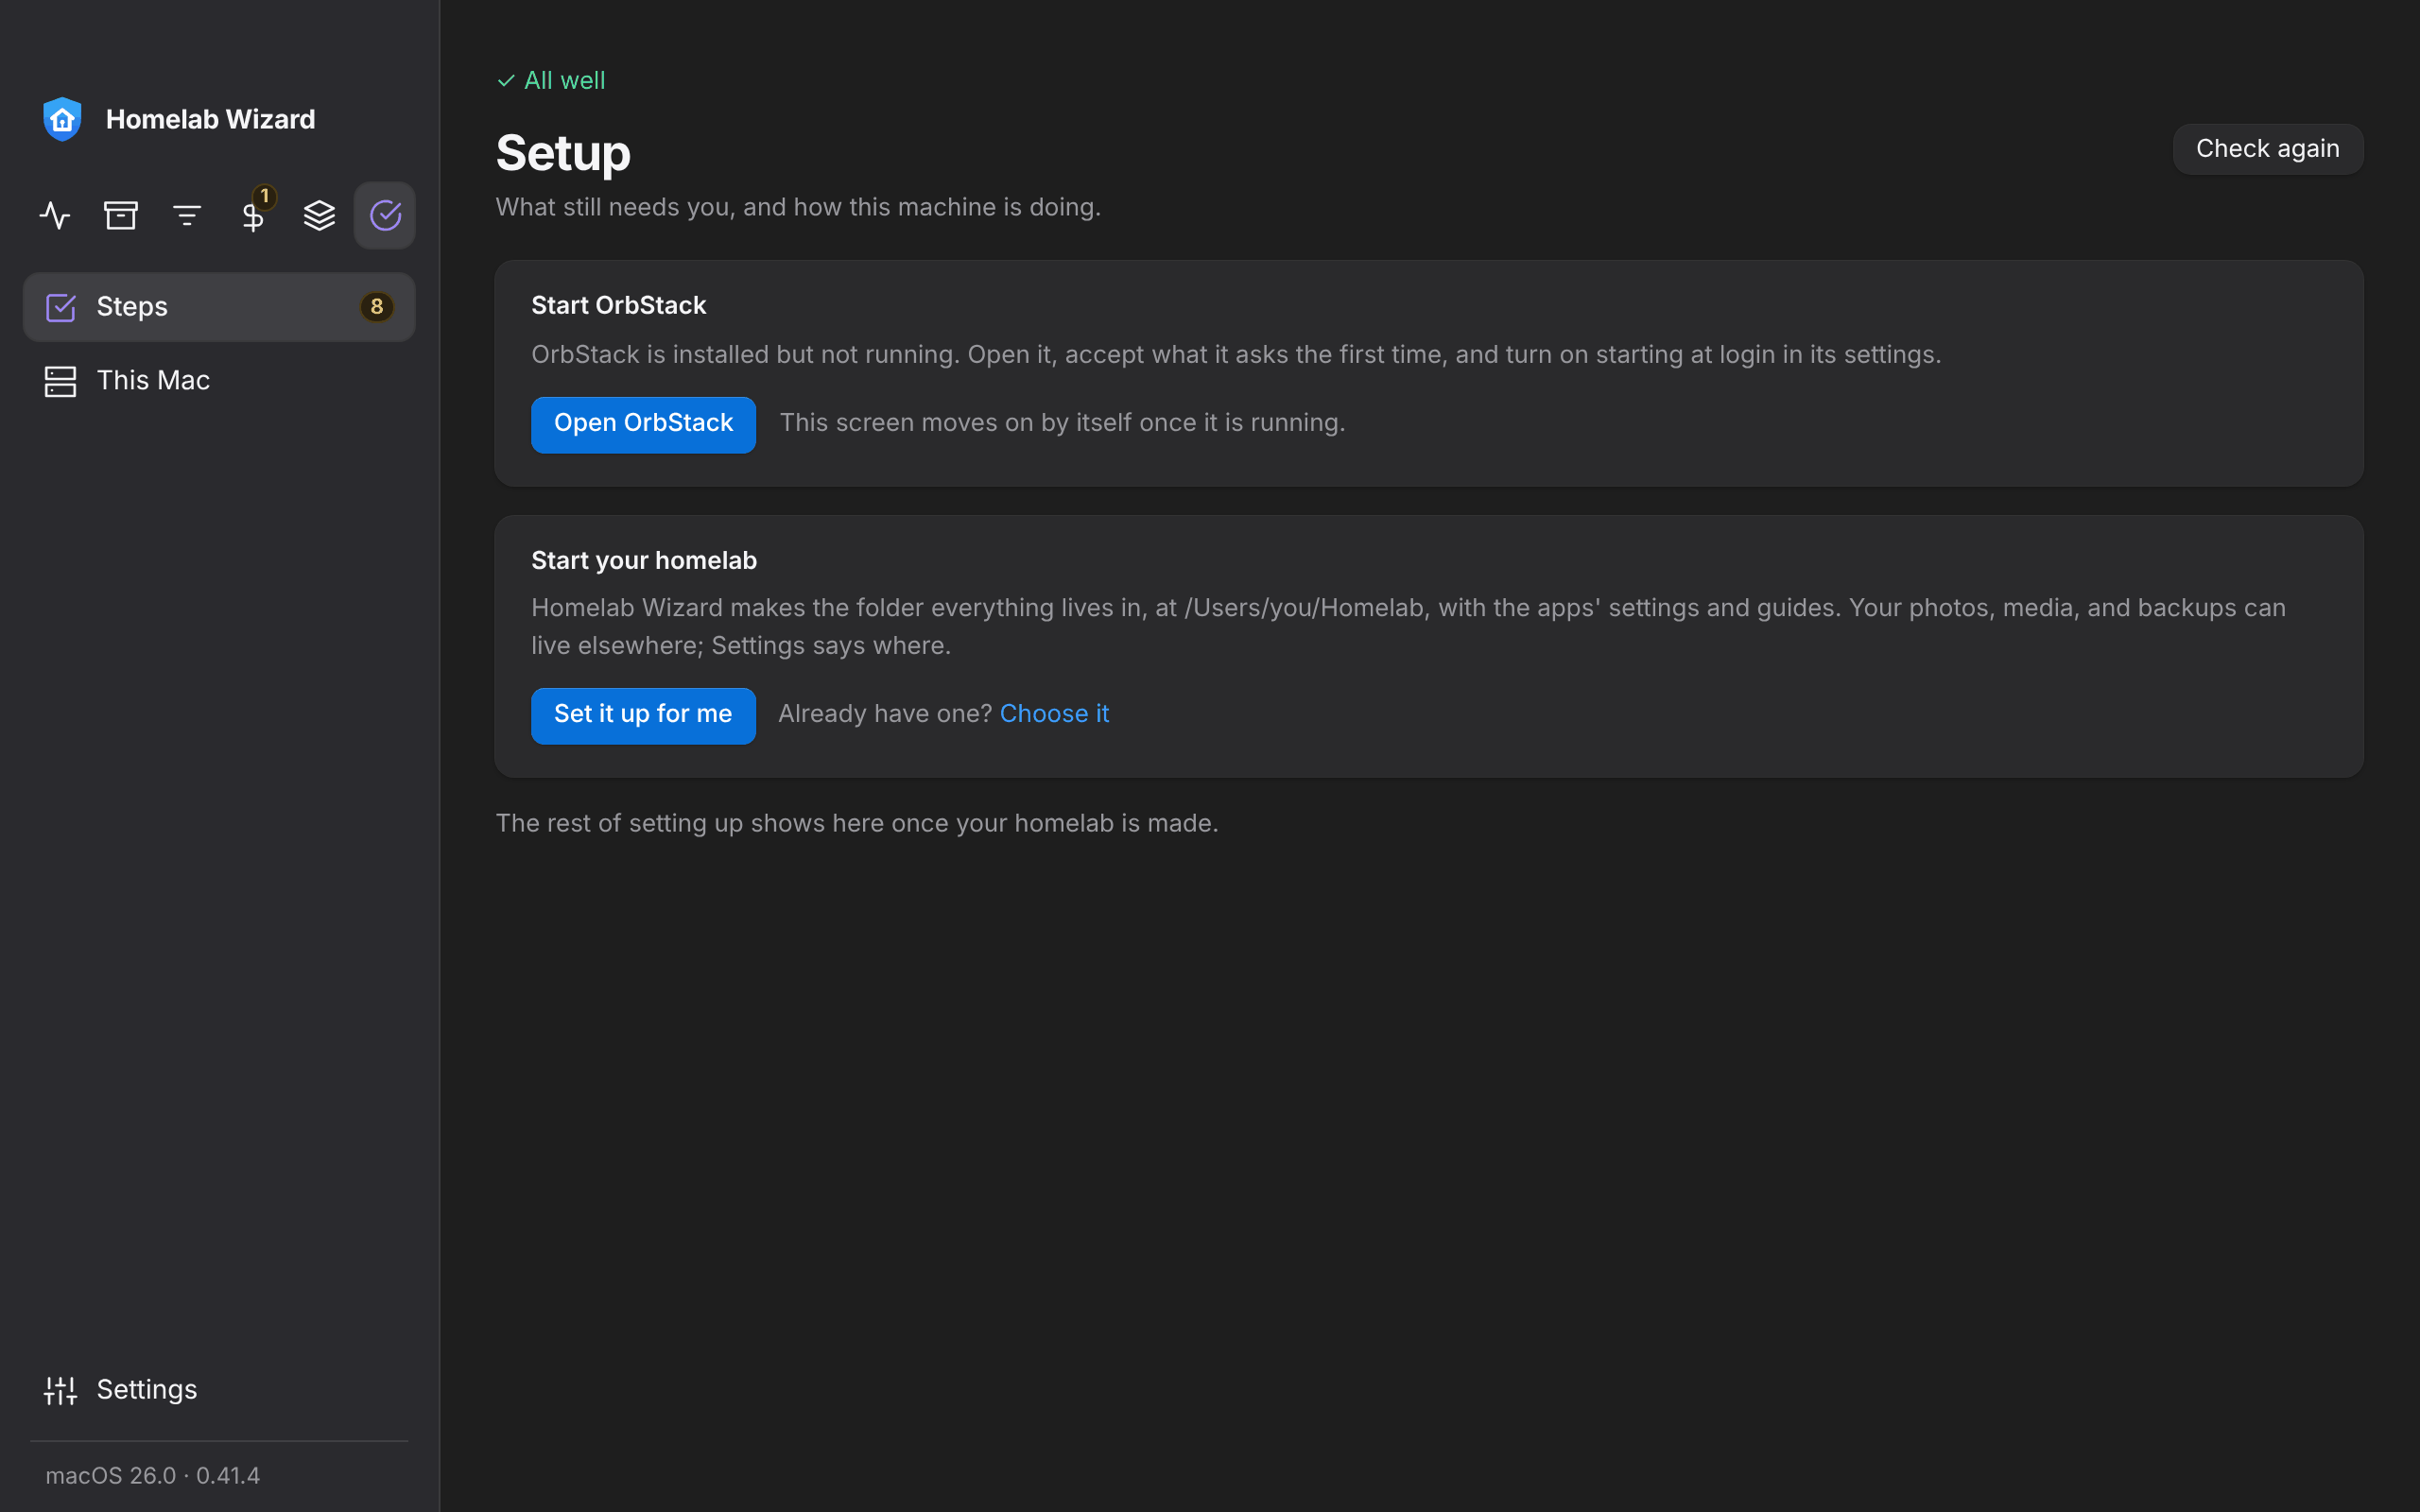 Homelab Wizard
1
Steps 8
This Mac
Settings
macOS 26.0 · 0.41.4
All well
Setup
Check again
What still needs you, and how this machine is doing.
Start OrbStack
OrbStack is installed but not running. Open it, accept what it asks the first time, and turn on starting at login in its settings.
Open OrbStack This screen moves on by itself once it is running.
Start your homelab
Homelab Wizard makes the folder everything lives in, at /Users/you/Homelab, with the apps' settings and guides. Your photos, media, and backups can
live elsewhere; Settings says where.
Set it up for me Already have one? Choose it
The rest of setting up shows here once your homelab is made.